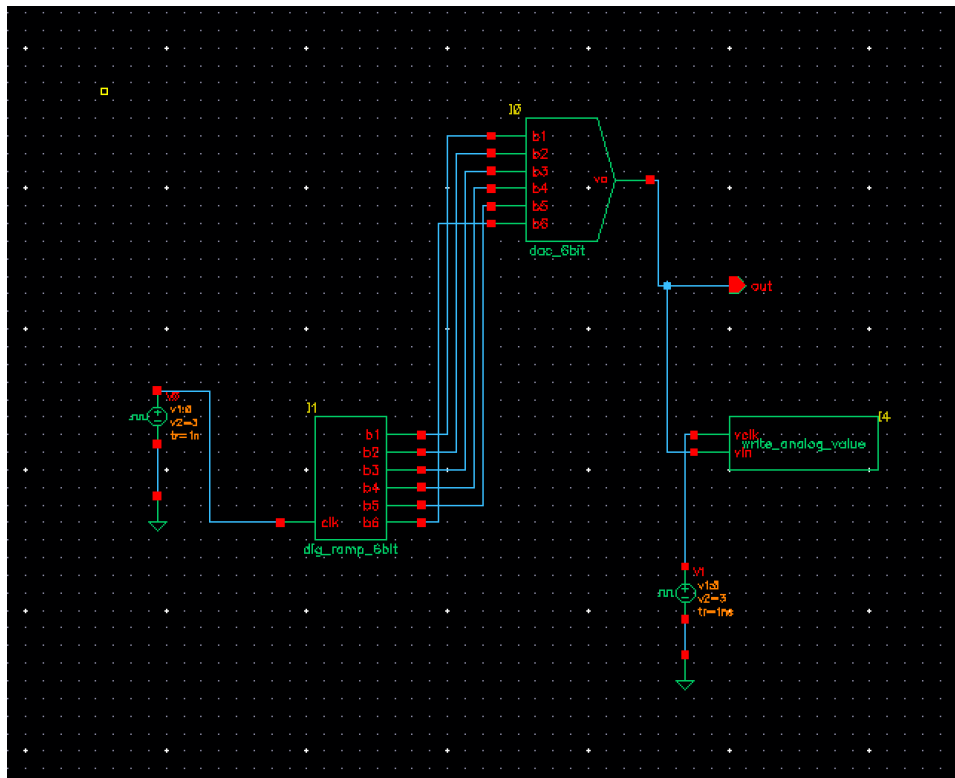 I0
b1
b2
b3
b4
b5
b6
va
dac_6bit
out
v1:0
v2=3
tr=1n
I1
b1
b2
b3
b4
b5
b6
clk
dig_ramp_6bit
I4
vclk
write_analog_value
vin
V1
v1:0
v2=3
tr=1ns